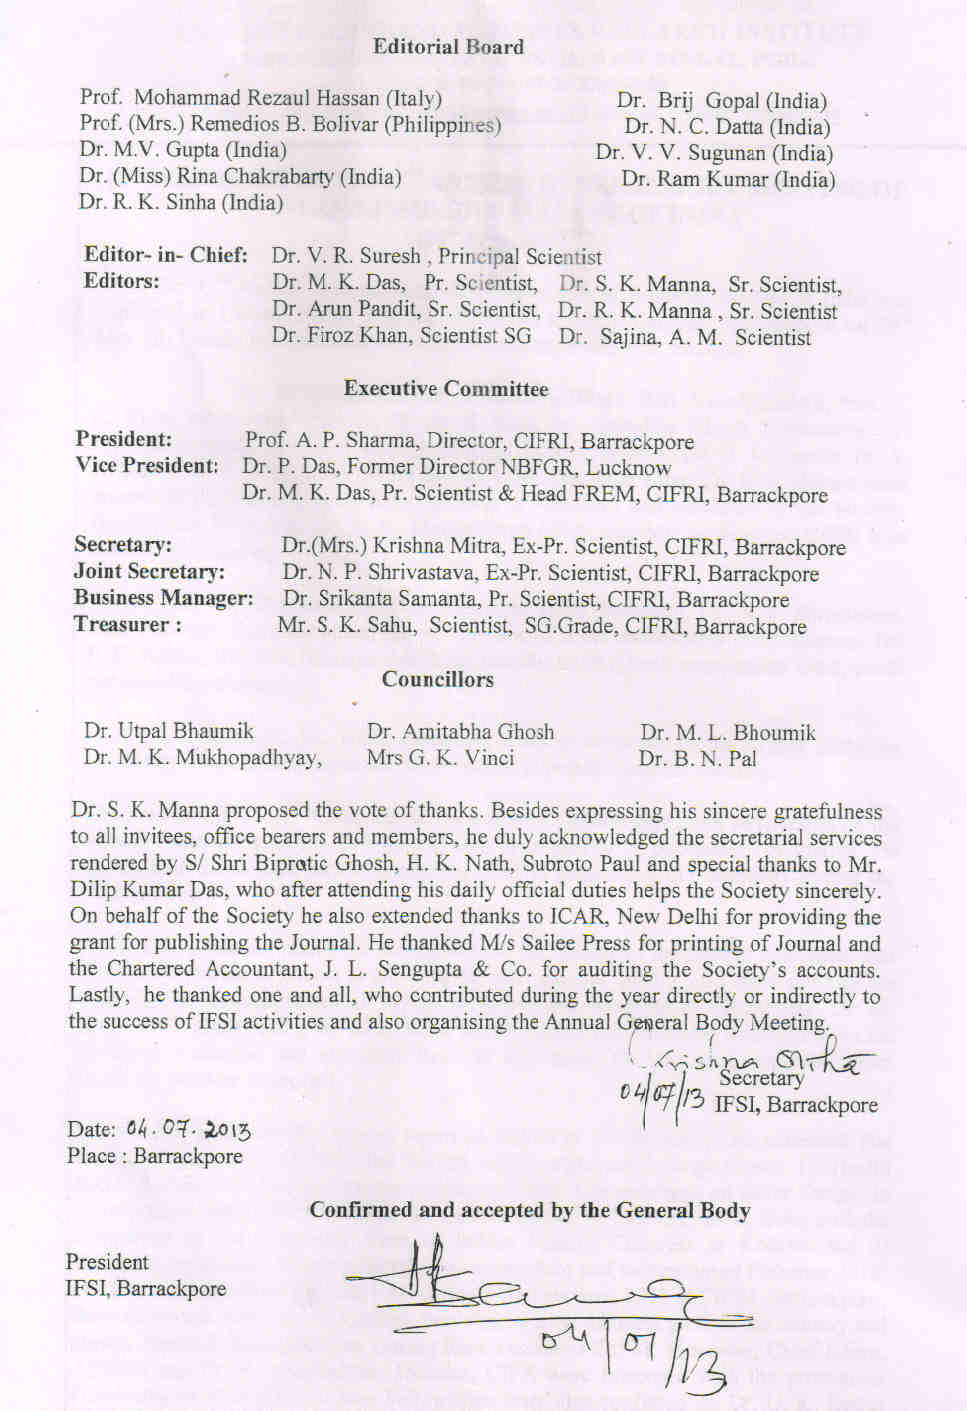 Editorial Board
Prof. Mohammad Rezaul Hassan (Italy) Dr. Brij Gopal (India)
Prof. (Mrs.) Remedios B. Bolivar (Philippines) Dr. N. C. Datta (India)
Dr. M.V. Gupta (India) Dr. V. V. Sugunan (India)
Dr. (Miss) Rina Chakrabarty (India) Dr. Ram Kumar (India)
Dr. R. K. Sinha (India)
Editor- in- Chief: Dr. V. R. Suresh , Principal Scientist
Editors: Dr. M. K. Das, Pr. Scientist, Dr. S. K. Manna, Sr. Scientist,
Dr. Arun Pandit, Sr. Scientist, Dr. R. K. Manna , Sr. Scientist
Dr. Firoz Khan, Scientist SG Dr. Sajina, A. M. Scientist
Executive Committee
President: Prof. A. P. Sharma, Director, CIFRI, Barrackpore
Vice President: Dr. P. Das, Former Director NBFGR, Lucknow
Dr. M. K. Das, Pr. Scientist & Head FREM, CIFRI, Barrackpore
Secretary: Dr.(Mrs.) Krishna Mitra, Ex-Pr. Scientist, CIFRI, Barrackpore
Joint Secretary: Dr. N. P. Shrivastava, Ex-Pr. Scientist, CIFRI, Barrackpore
Business Manager: Dr. Srikanta Samanta, Pr. Scientist, CIFRI, Barrackpore
Treasurer : Mr. S. K. Sahu, Scientist, SG.Grade, CIFRI, Barrackpore
Councillors
Dr. Utpal Bhaumik Dr. Amitabha Ghosh Dr. M. L. Bhoumik
Dr. M. K. Mukhopadhyay, Mrs G. K. Vinci Dr. B. N. Pal
Dr. S. K. Manna proposed the vote of thanks. Besides expressing his sincere gratefulness
to all invitees, office bearers and members, he duly acknowledged the secretarial services
rendered by S/ Shri Biprotic Ghosh, H. K. Nath, Subroto Paul and special thanks to Mr.
Dilip Kumar Das, who after attending his daily official duties helps the Society sincerely.
On behalf of the Society he also extended thanks to ICAR, New Delhi for providing the
grant for publishing the Journal. He thanked M/s Sailee Press for printing of Journal and
the Chartered Accountant, J. L. Sengupta & Co. for auditing the Society's accounts.
Lastly, he thanked one and all, who contributed during the year directly or indirectly to
the success of IFSI activities and also organising the Annual General Body Meeting.
Krishna Mitra
Secretary
04/07/13 IFSI, Barrackpore
Date: 04.07.2013
Place : Barrackpore
Confirmed and accepted by the General Body
President
IFSI, Barrackpore
04/07/13